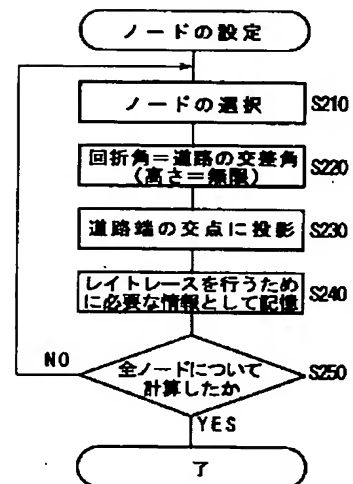 ノードの設定
ノードの選択 S210
回折角＝道路の交差角
(高さ＝無限) S220
道路端の交点に投影 S230
レイトレースを行うため
に必要な情報として記憶 S240
NO
全ノードについて
計算したか S250
YES
了